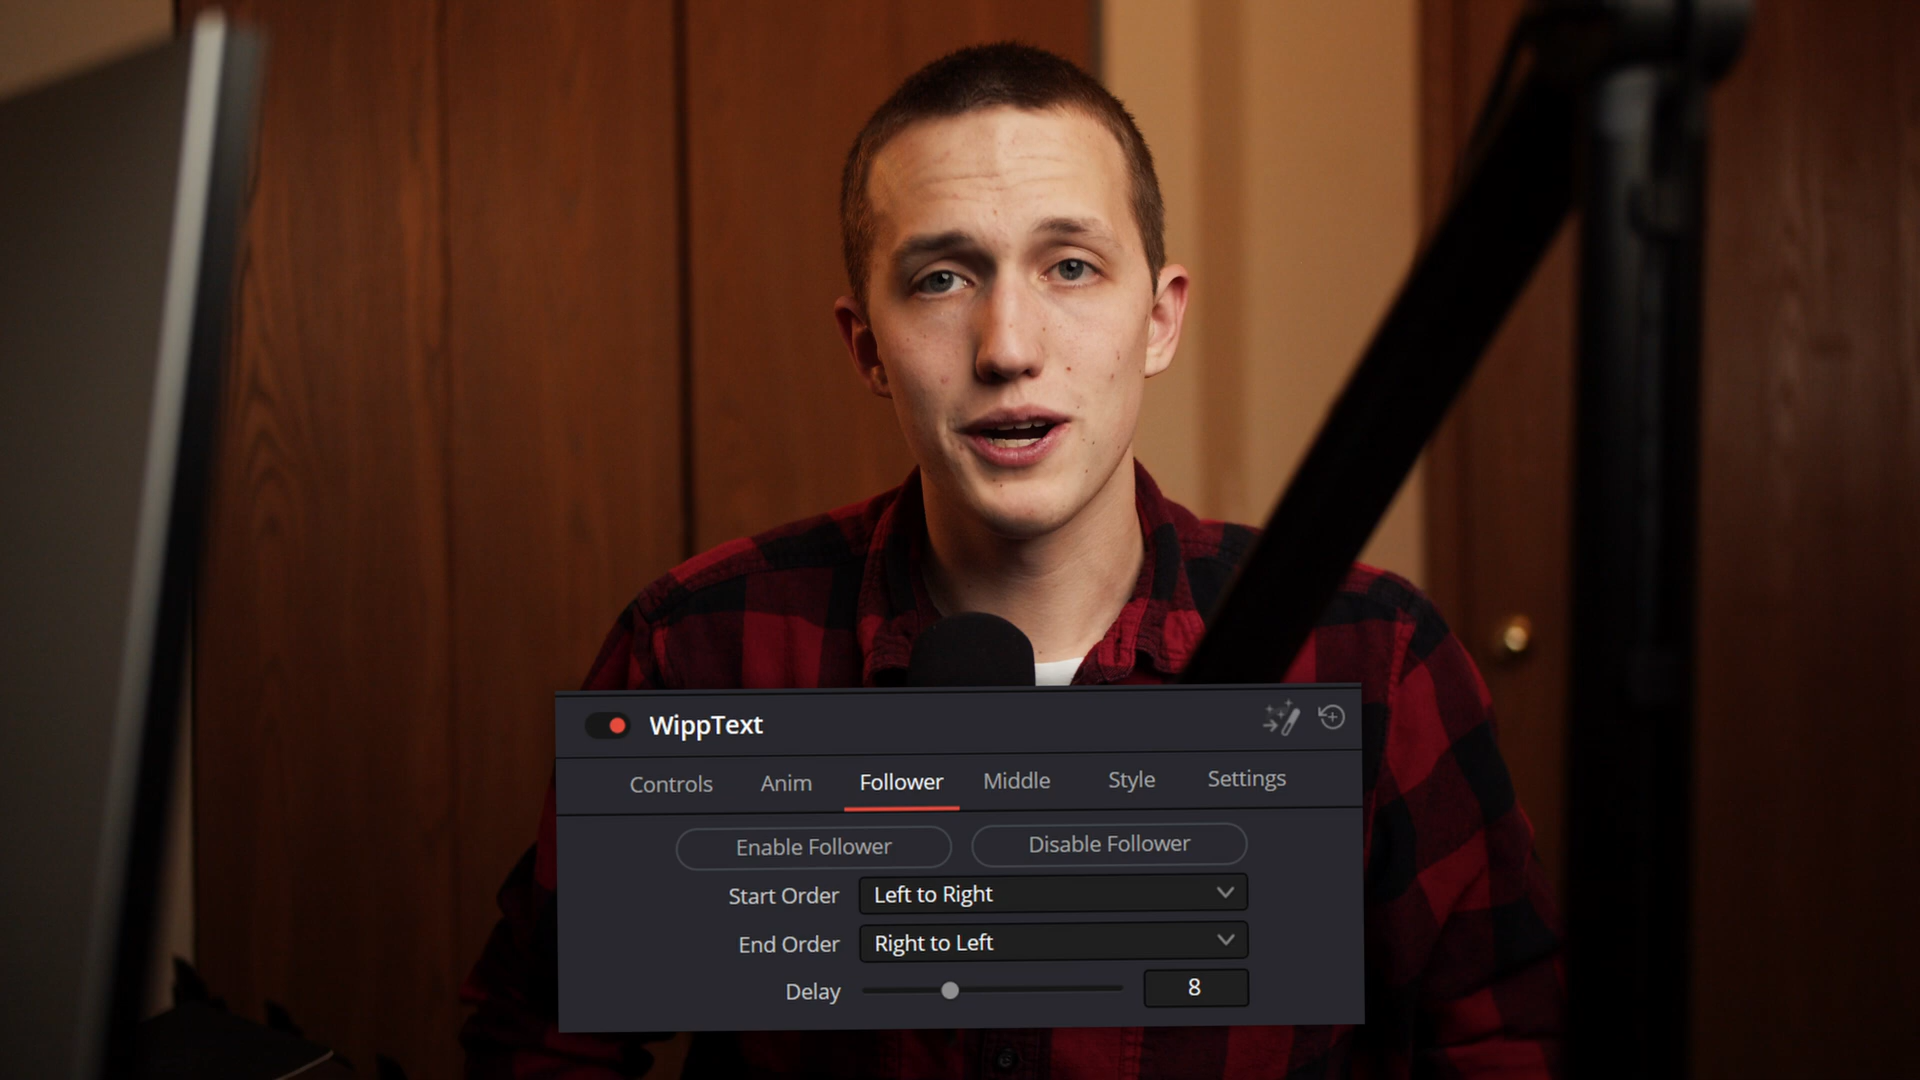 WippText
Controls Anim Follower Middle Style Settings
Enable Follower Disable Follower
Start Order Left to Right
End Order Right to Left
Delay 8